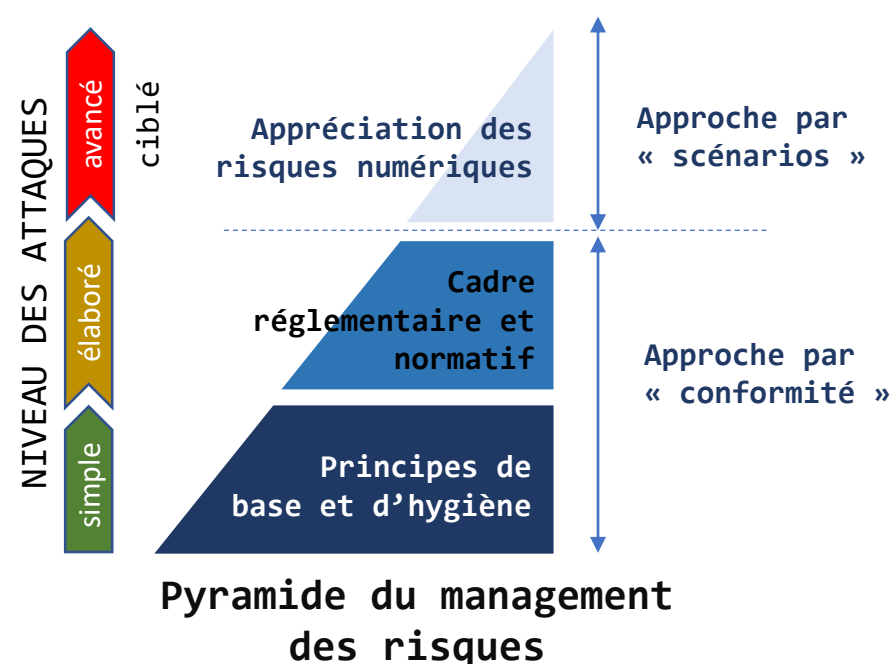 NIVEAU DES ATTAQUES
avancé
élaboré
simple
ciblé
Appréciation des
risques numériques
Approche par
« scénarios »
Cadre
réglementaire et
normatif
Approche par
« conformité »
Principes de
base et d’hygiène
Pyramide du management
des risques